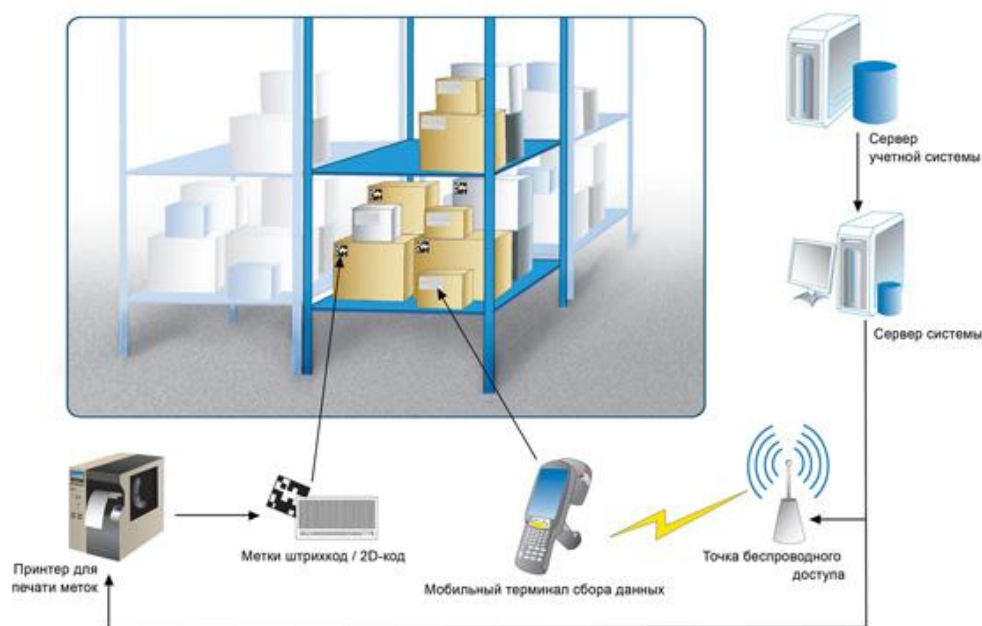 Сервер
учетной системы
Сервер системы
Метки штрихкод / 2D-код
Мобильный терминал сбора данных
Точка беспроводного
доступа
Принтер для
печати меток